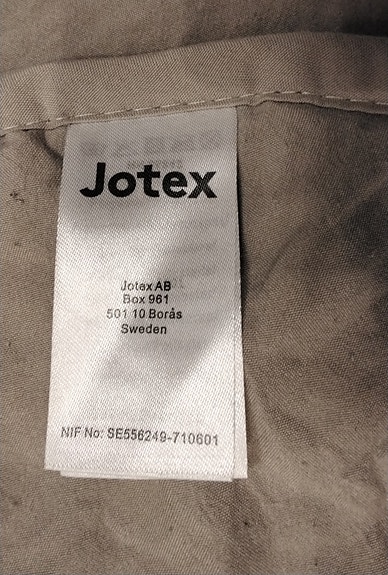 Jotex
Jotex AB
Box 961
501 10 Borås
Sweden
NIF No: SE556249-710601